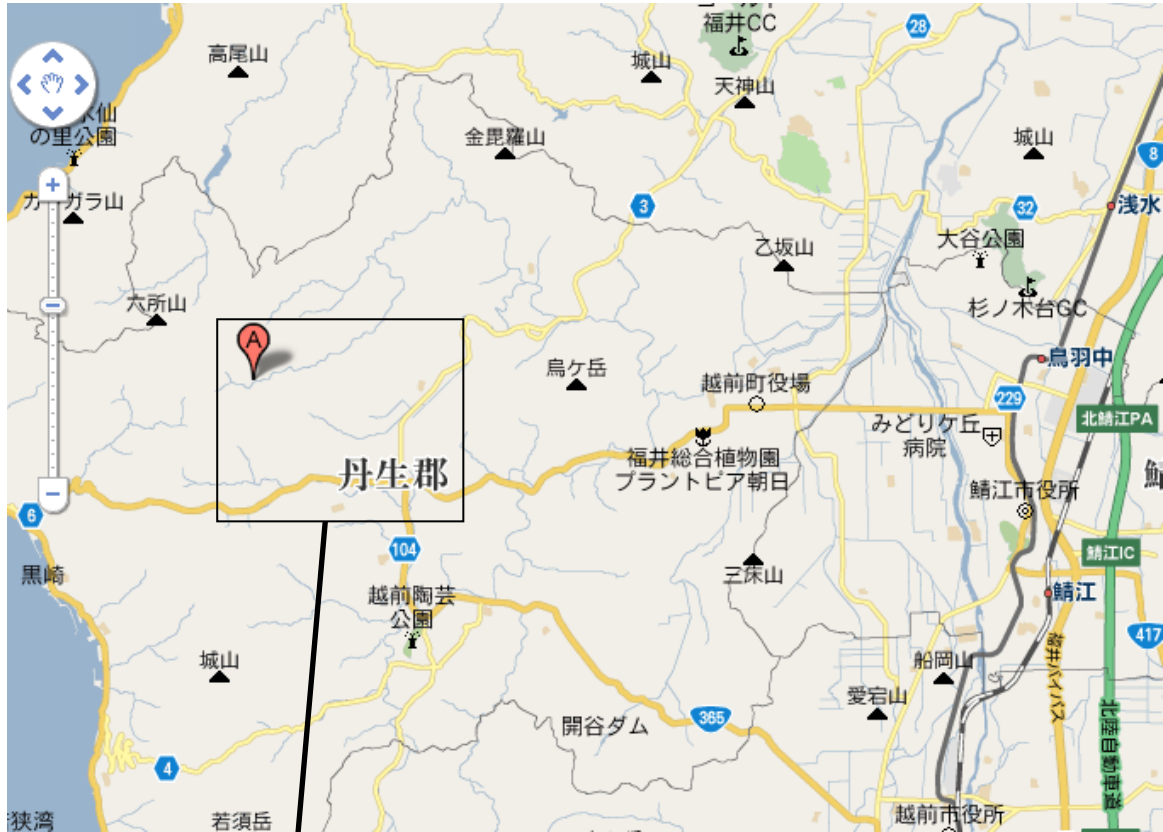 福井CC
28
高尾山
城山
天神山
水仙
の里公園
金毘羅山
城山
8
ガラ山
3
32
浅水
大谷公園
乙坂山
六所山
杉ノ木台GC
A
烏ケ岳
鳥羽中
越前町役場
229
北鯖江PA
みどりケ丘
病院
福井総合植物園
プラントピア朝日
丹生郡
鯖江市役所
6
104
鯖江IC
黒崎
三床山
越前陶芸
公園
鯖江
417
城山
船岡山
福井バイパス
愛宕山
365
開谷ダム
北陸自動車道
4
狭湾
若須岳
越前市役所